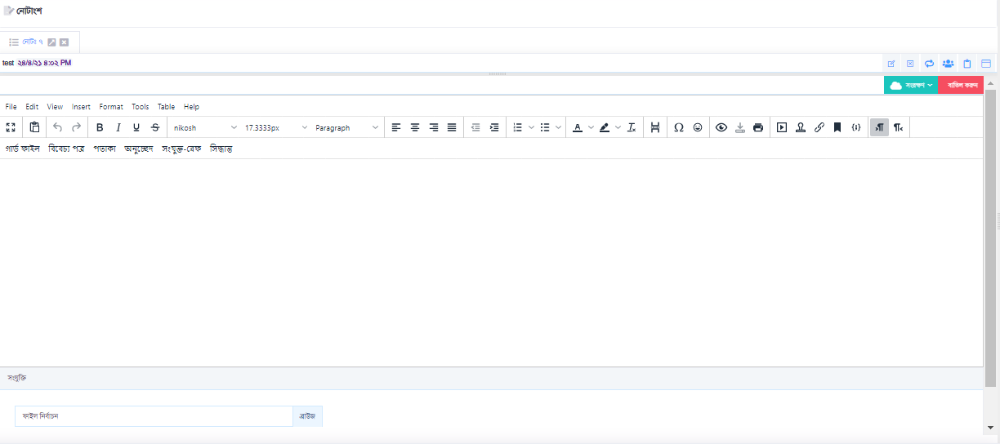 নোটাংশ
নোটঃ ৭
test ২৪/৪/২১ ৪:০২ PM
সংরক্ষণ বাতিল করুন
File Edit View Insert Format Tools Table Help
nikosh 17.3333px Paragraph
গার্ড ফাইল বিবেচ্য পত্র পতাকা অনুচ্ছেদ সংযুক্ত-রেফ সিদ্ধান্ত
সংযুক্তি
ফাইল নির্বাচন ব্রাউজ